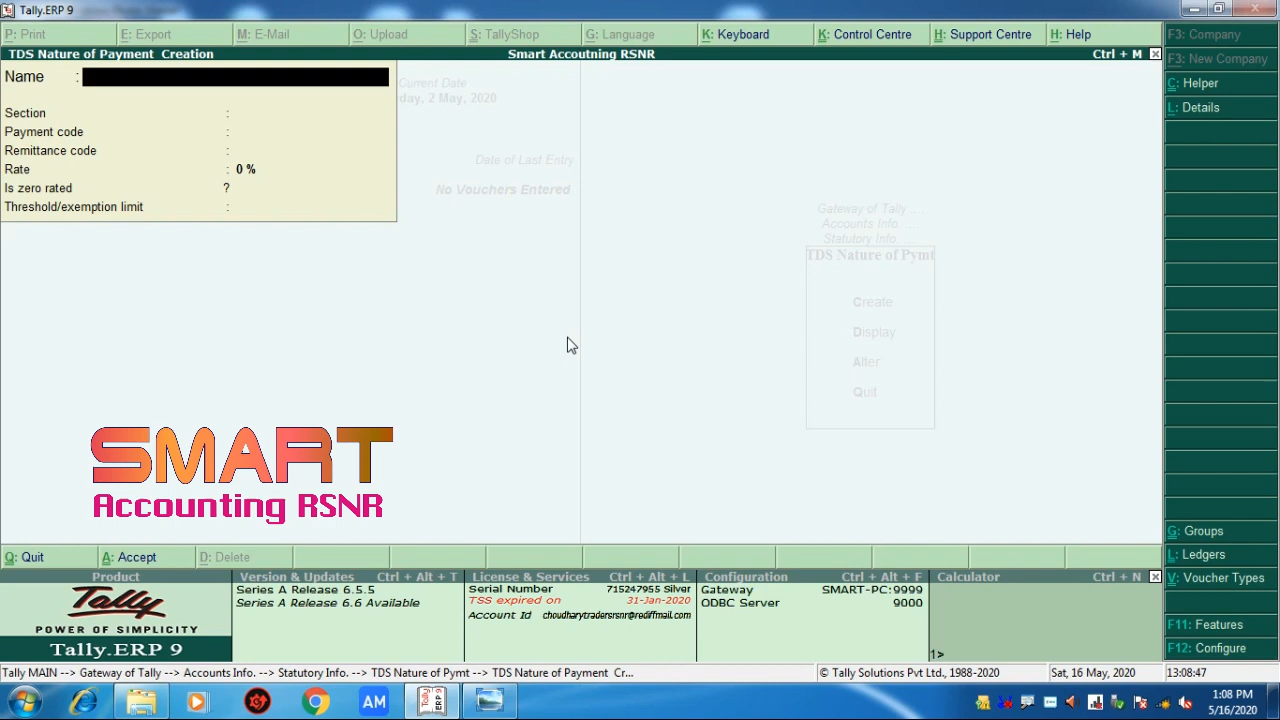 Tally.ERP 9
P: Print
E: Export
M: E-Mail
O: Upload
S: TallyShop
G: Language
K: Keyboard
K: Control Centre
H: Support Centre
H: Help
F3: Company
F3: New Company
C: Helper
L: Details
TDS Nature of Payment Creation
Smart Accoutning RSNR
Ctrl + M
Name :
Section :
Payment code :
Remittance code :
Rate : 0 %
Is zero rated ?
Threshold/exemption limit :
Current Date
day, 2 May, 2020
Date of Last Entry
No Vouchers Entered
Gateway of Tally ......
Accounts Info. ....
Statutory Info. ...
TDS Nature of Pymt
Create
Display
Alter
Quit
SMART
Accounting RSNR
G: Groups
L: Ledgers
V: Voucher Types
F11: Features
F12: Configure
Q: Quit
A: Accept
D: Delete
Product
Tally
POWER OF SIMPLICITY
Tally.ERP 9
Version & Updates Ctrl + Alt + T
Series A Release 6.5.5
Series A Release 6.6 Available
License & Services Ctrl + Alt + L
Serial Number 715247955 Silver
TSS expired on 31-Jan-2020
Account Id choudharytradersrsnr@rediffmail.com
Configuration Ctrl + Alt + F
Gateway SMART-PC:9999
ODBC Server 9000
Calculator Ctrl + N
1>
Tally MAIN --> Gateway of Tally --> Accounts Info. --> Statutory Info. --> TDS Nature of Pymt --> TDS Nature of Payment Cr...
© Tally Solutions Pvt Ltd., 1988-2020
Sat, 16 May, 2020
13:08:47
AM
Tally
ERP 9
1:08 PM
5/16/2020